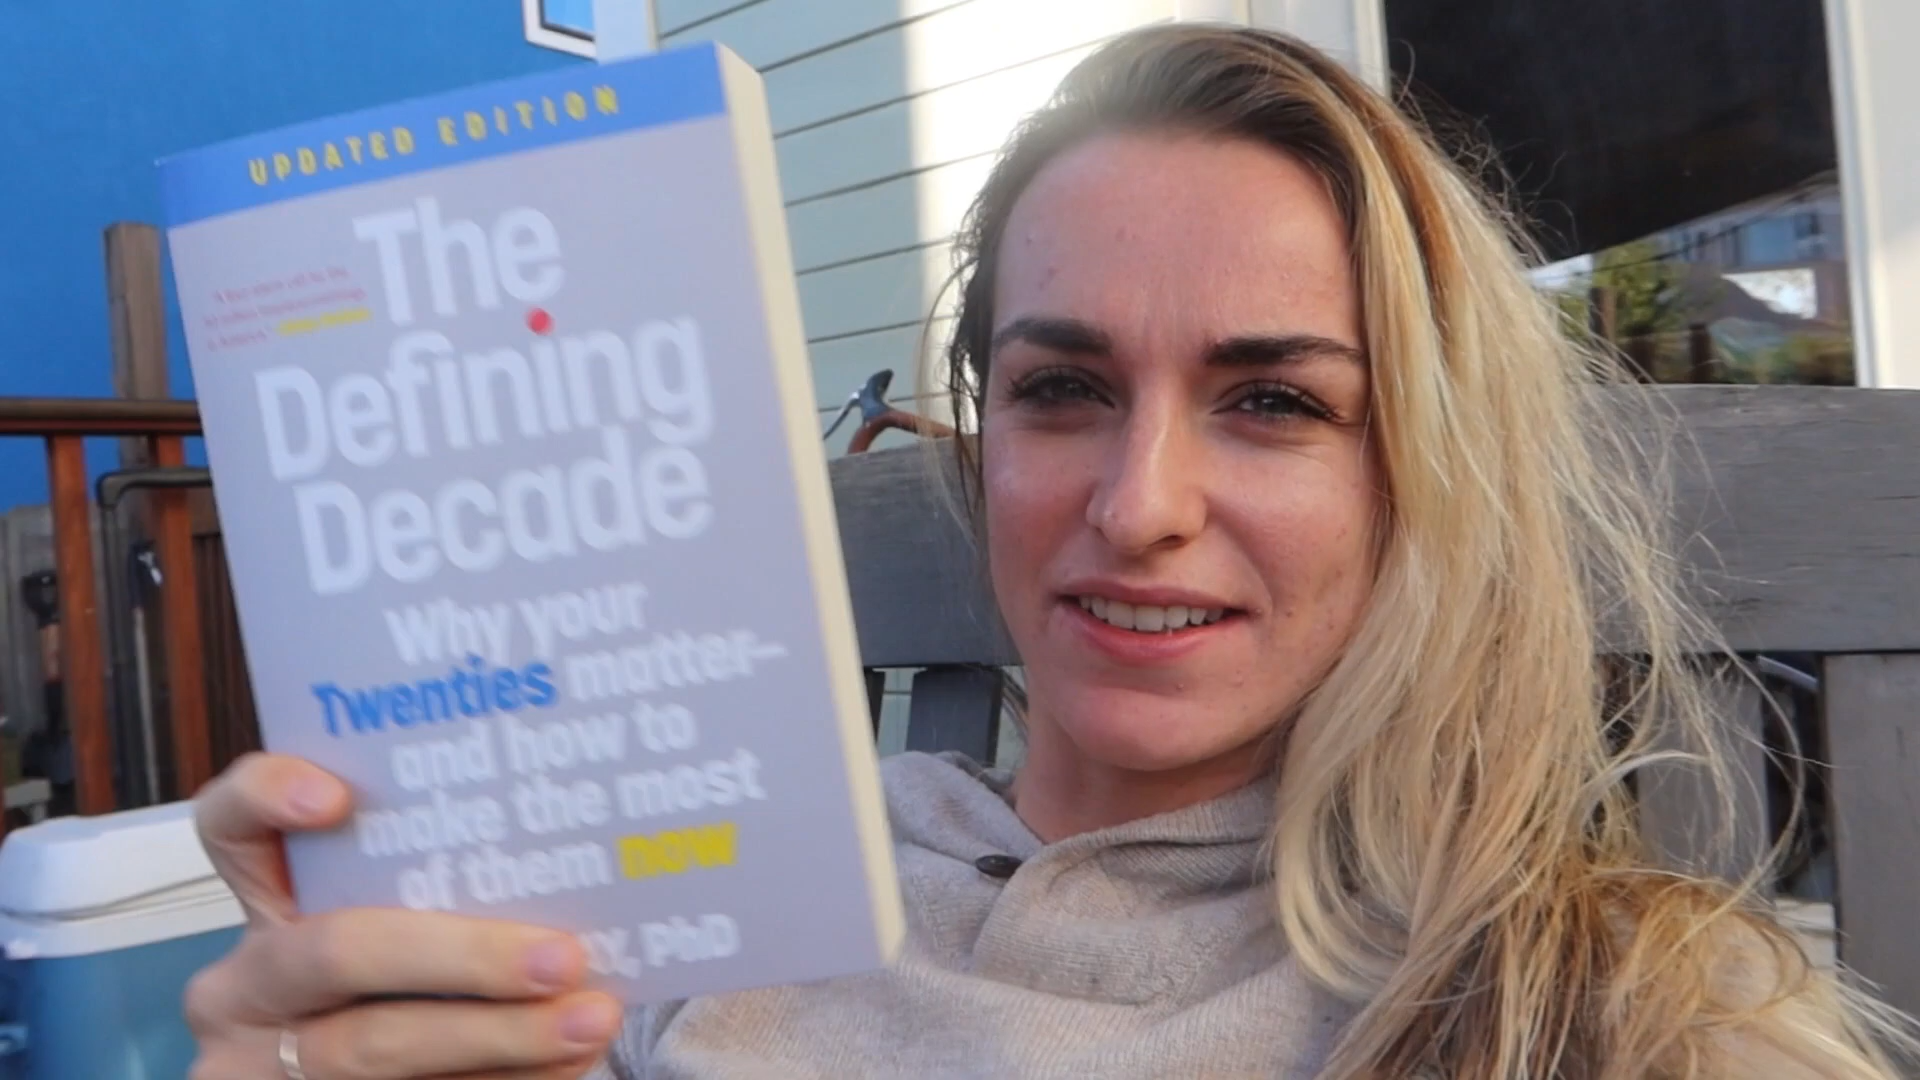 UPDATED EDITION
The
Defining
Decade
Why your
Twenties matter–
and how to
make the most
of them now
PhD